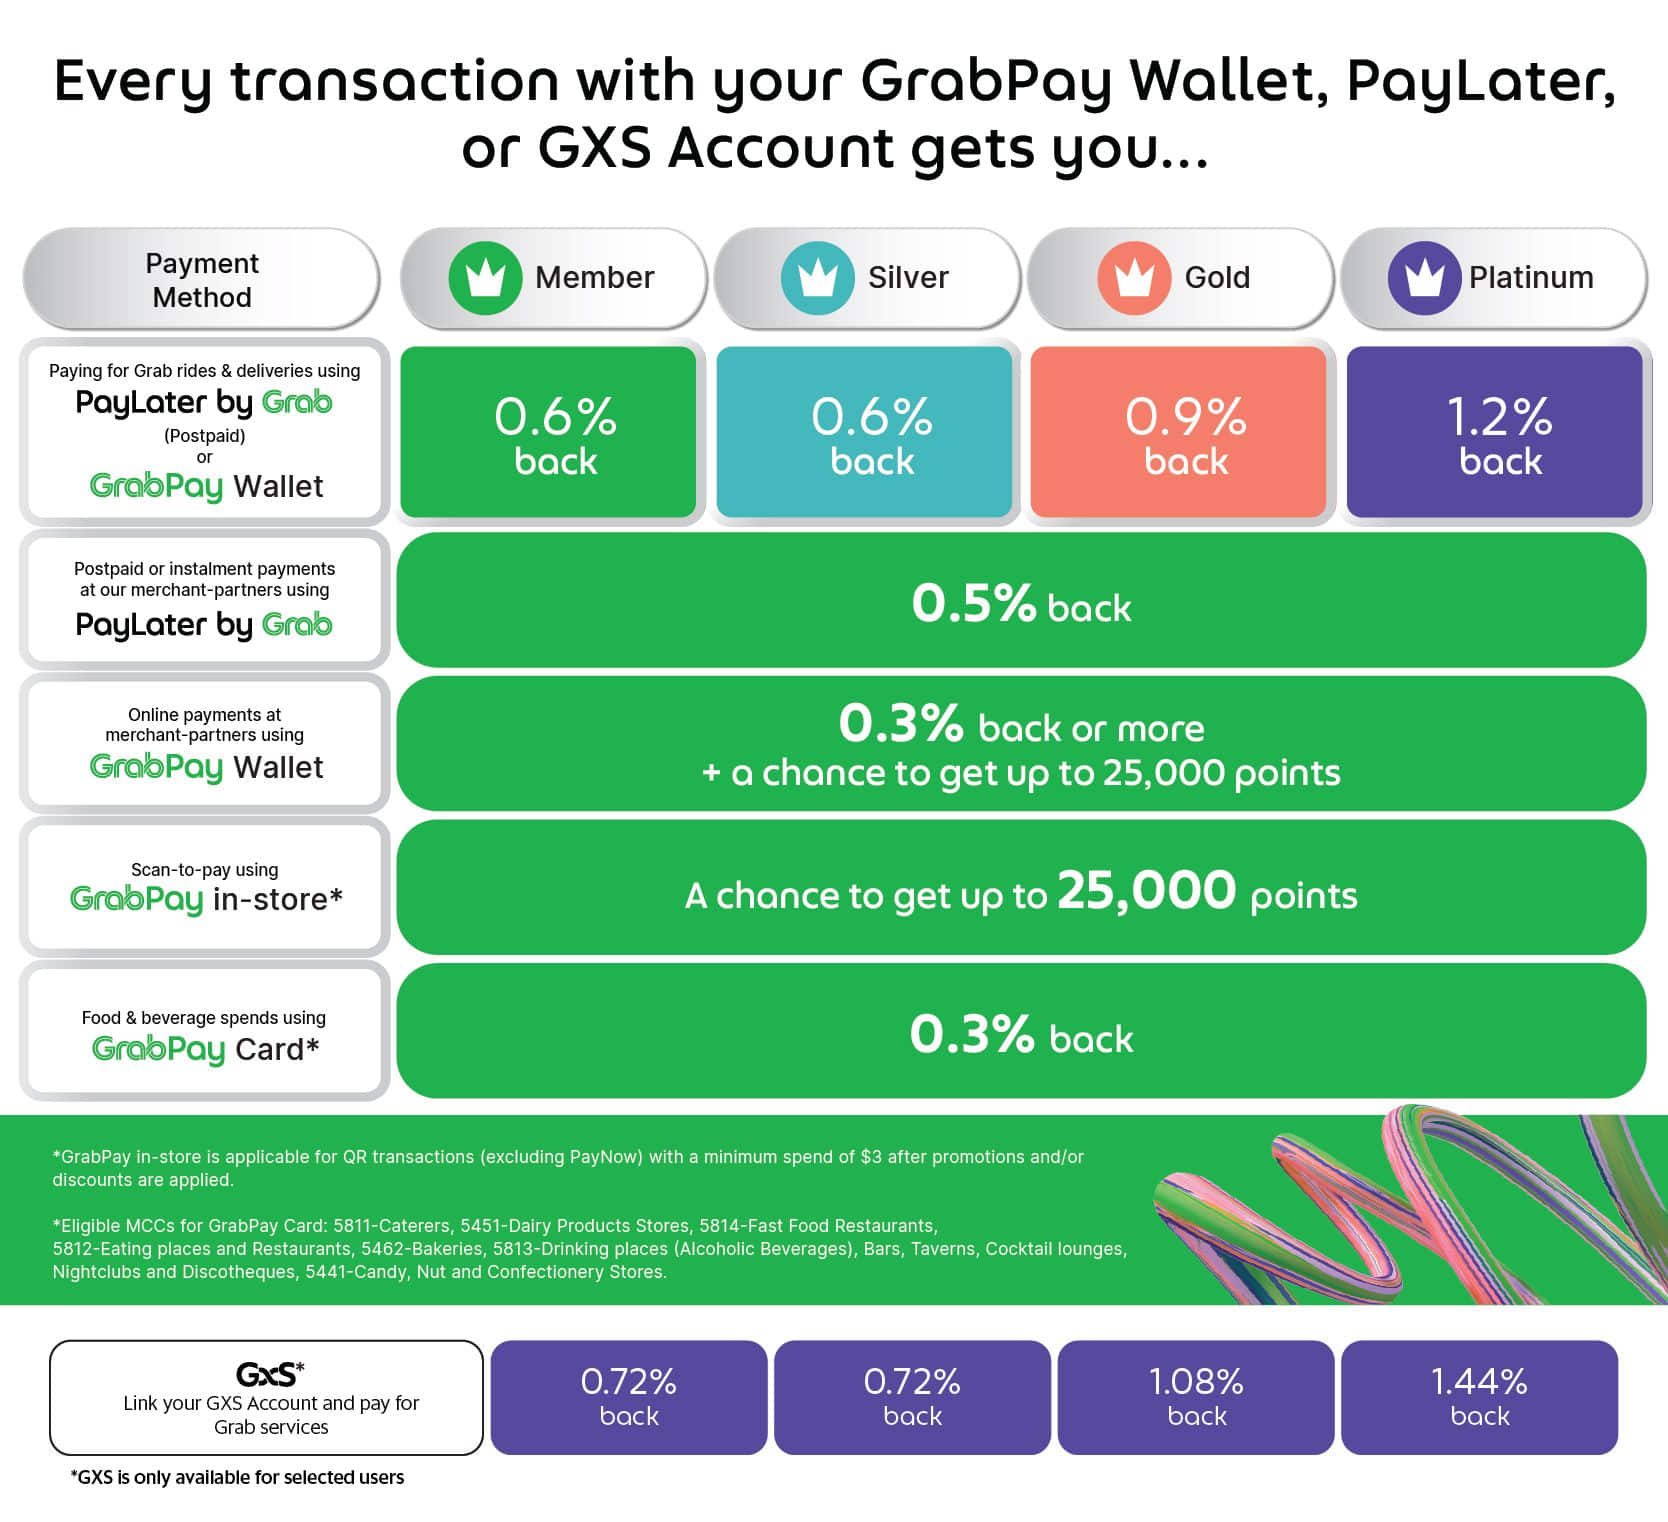 Every transaction with your GrabPay Wallet, PayLater,
or GXS Account gets you...
Payment
Method
Member
Silver
Gold
Platinum
Paying for Grab rides & deliveries using
PayLater by Grab
(Postpaid)
or
GrabPay Wallet
0.6%
back
0.6%
back
0.9%
back
1.2%
back
Postpaid or instalment payments
at our merchant-partners using
PayLater by Grab
0.5% back
Online payments at
merchant-partners using
GrabPay Wallet
0.3% back or more
+ a chance to get up to 25,000 points
Scan-to-pay using
GrabPay in-store*
A chance to get up to 25,000 points
Food & beverage spends using
GrabPay Card*
0.3% back
*GrabPay in-store is applicable for QR transactions (excluding PayNow) with a minimum spend of $3 after promotions and/or
discounts are applied.
*Eligible MCCs for GrabPay Card: 5811-Caterers, 5451-Dairy Products Stores, 5814-Fast Food Restaurants,
5812-Eating places and Restaurants, 5462-Bakeries, 5813-Drinking places (Alcoholic Beverages), Bars, Taverns, Cocktail lounges,
Nightclubs and Discotheques, 5441-Candy, Nut and Confectionery Stores.
GXS*
Link your GXS Account and pay for
Grab services
0.72%
back
0.72%
back
1.08%
back
1.44%
back
*GXS is only available for selected users